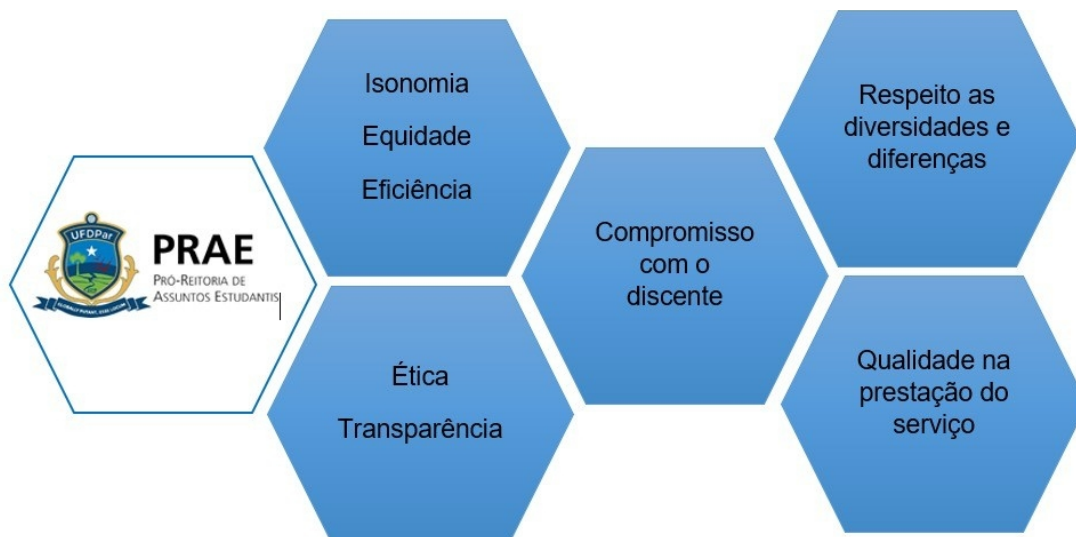 UFDPar
PRAE
PRÓ-REITORIA DE
ASSUNTOS ESTUDANTIS
Isonomia
Equidade
Eficiência
Ética
Transparência
Compromisso
com o
discente
Respeito as
diversidades e
diferenças
Qualidade na
prestação do
serviço